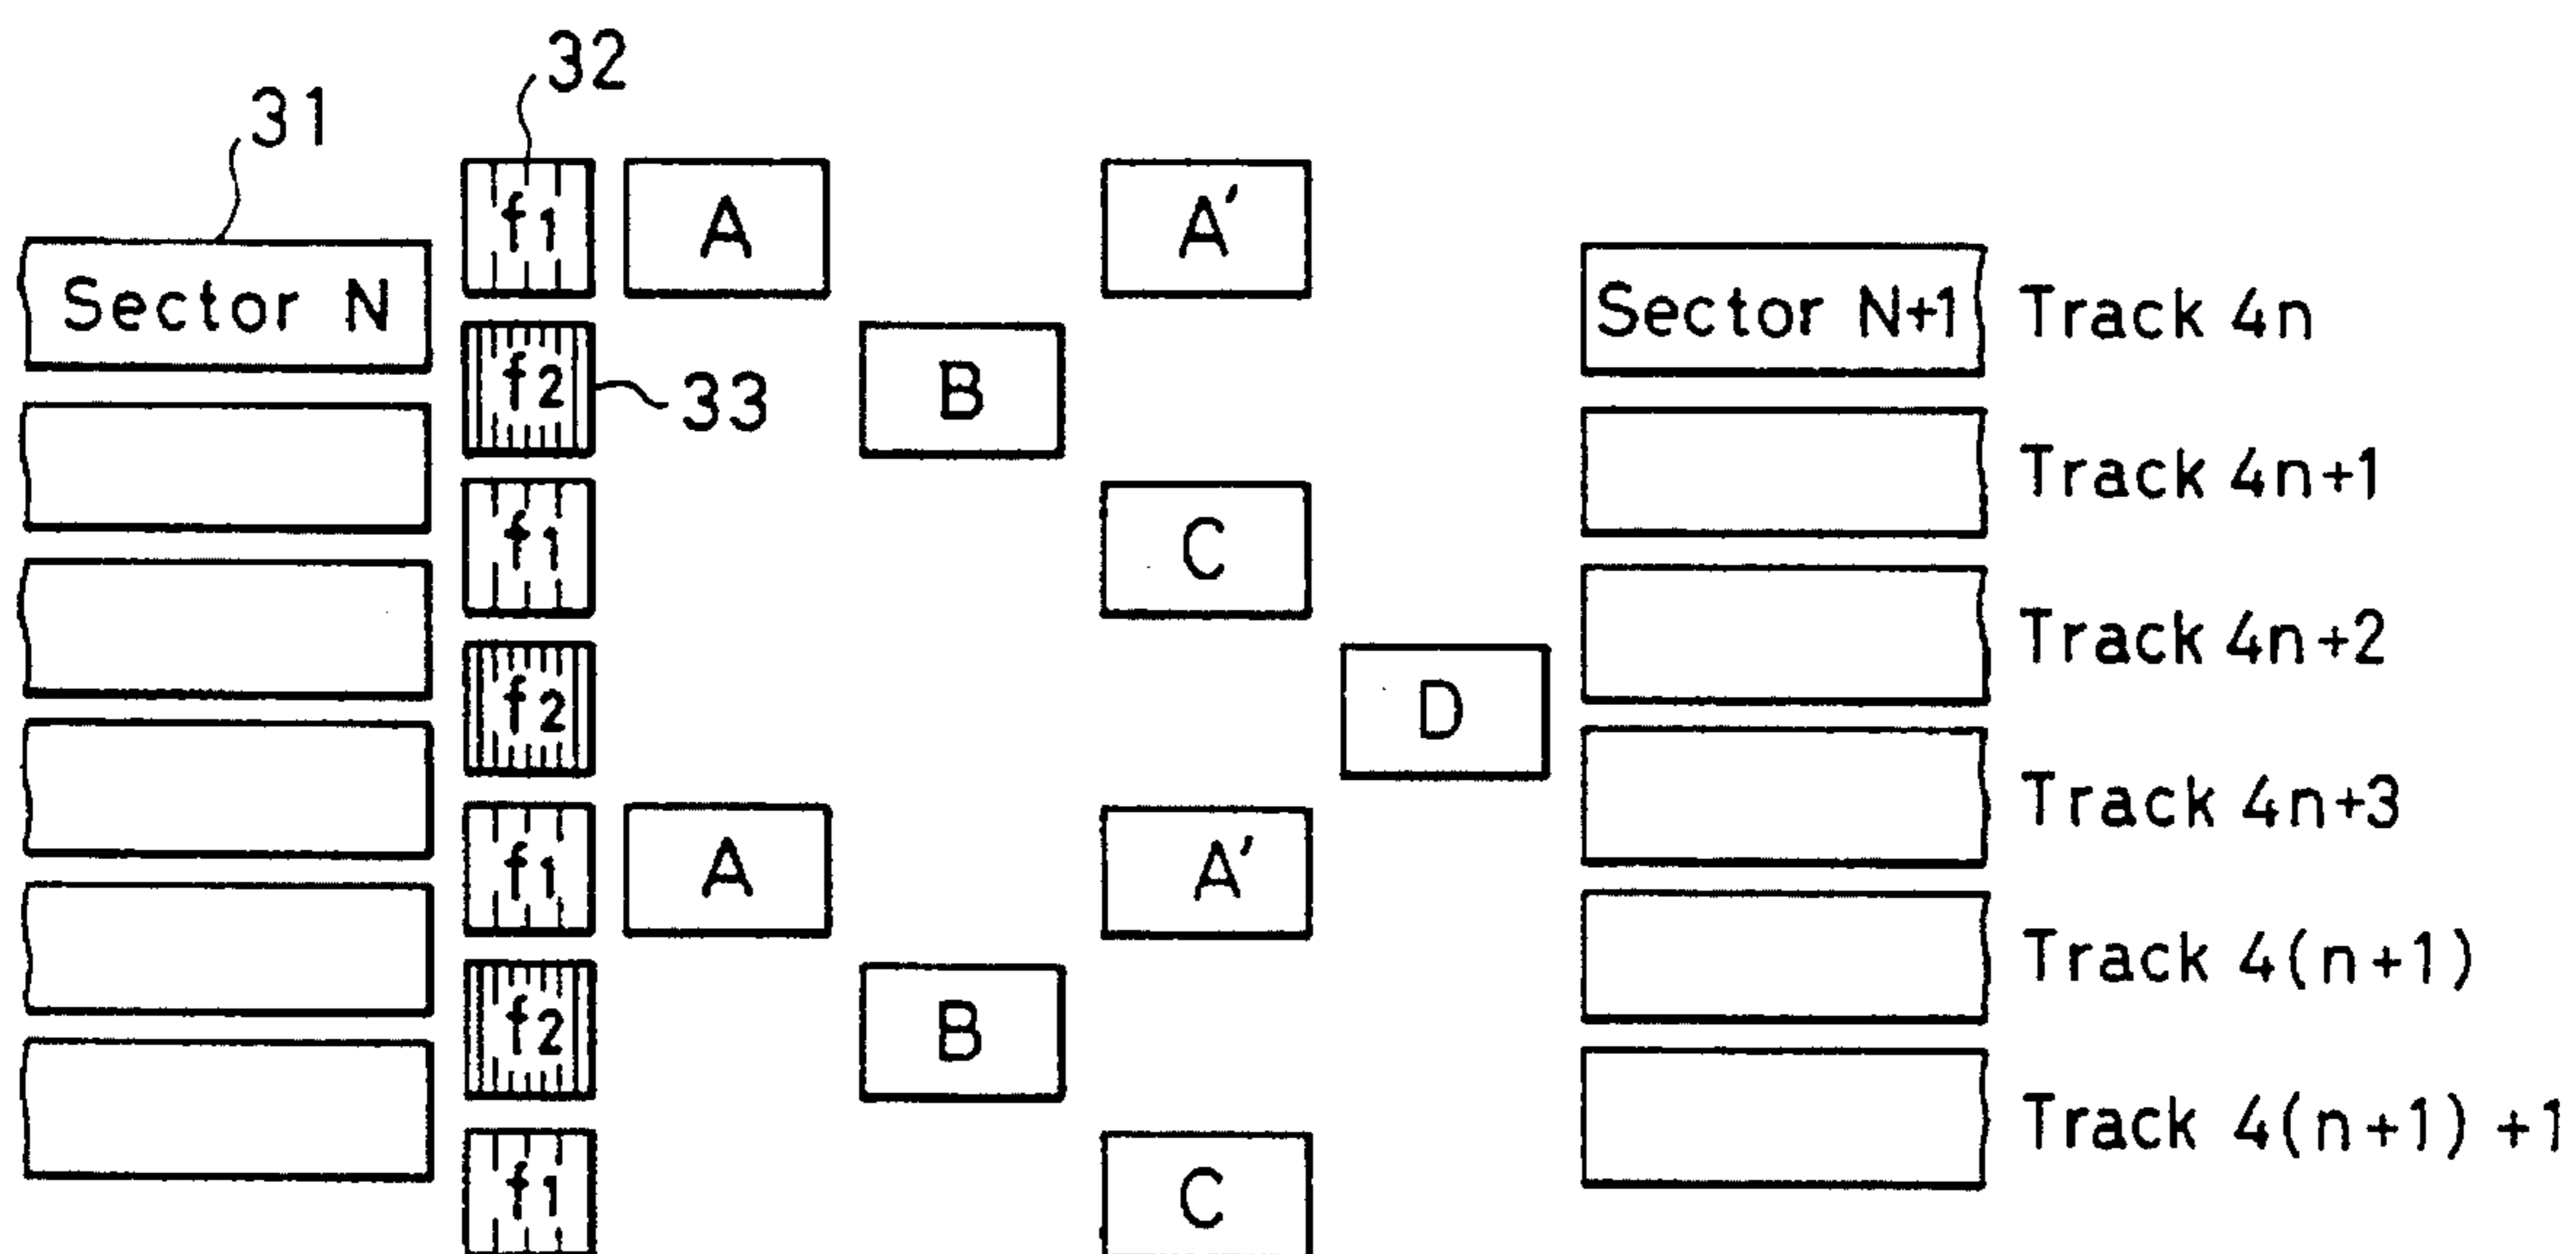 32
31
f1 A A'
Sector N Sector N+1 Track 4n
f2 33 B
Track 4n+1
f1 C
Track 4n+2
f2 D
Track 4n+3
f1 A A'
Track 4(n+1)
f2 B
Track 4(n+1)+1
f1 C